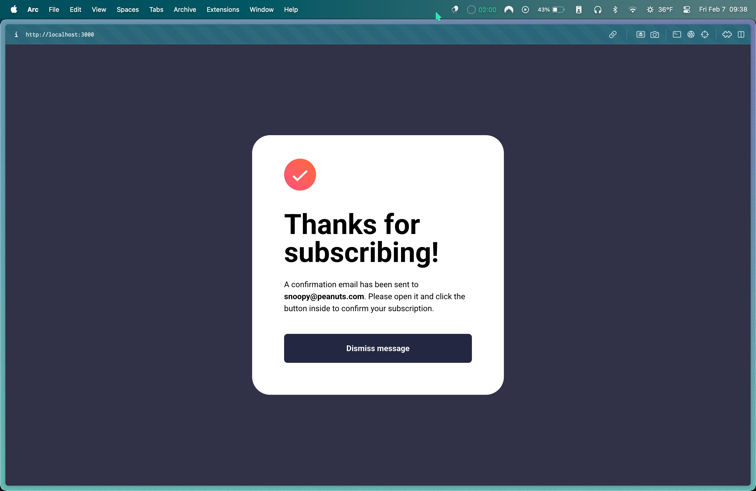 Arc File Edit View Spaces Tabs Archive Extensions Window Help 00:00 43% 36°F Fri Feb 7 09:38
http://localhost:3000
Thanks for
subscribing!
A confirmation email has been sent to
snoopy@peanuts.com. Please open it and click the
button inside to confirm your subscription.
Dismiss message